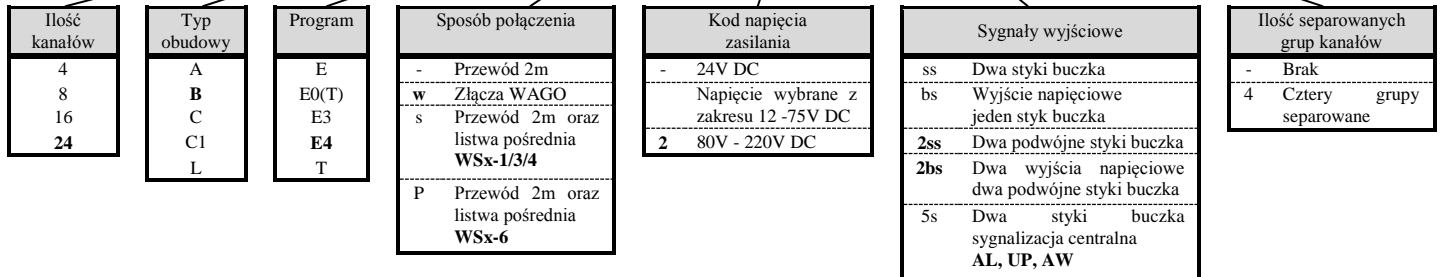 Ilość
kanałów
4
8
16
24
Typ
obudowy
A
B
C
C1
L
Program
E
E0(T)
E3
E4
T
Sposób połączenia
- Przewód 2m
w Złącza WAGO
s Przewód 2m oraz
listwa pośrednia
WSx-1/3/4
P Przewód 2m oraz
listwa pośrednia
WSx-6
Kod napięcia
zasilania
- 24V DC
Napięcie wybrane z
zakresu 12 -75V DC
2 80V - 220V DC
Sygnały wyjściowe
ss Dwa styki buczka
bs Wyjście napięciowe
jeden styk buczka
2ss Dwa podwójne styki buczka
2bs Dwa wyjścia napięciowe
dwa podwójne styki buczka
5s Dwa styki buczka
sygnalizacja centralna
AL, UP, AW
Ilość separowanych
grup kanałów
- Brak
4 Cztery grupy
separowane